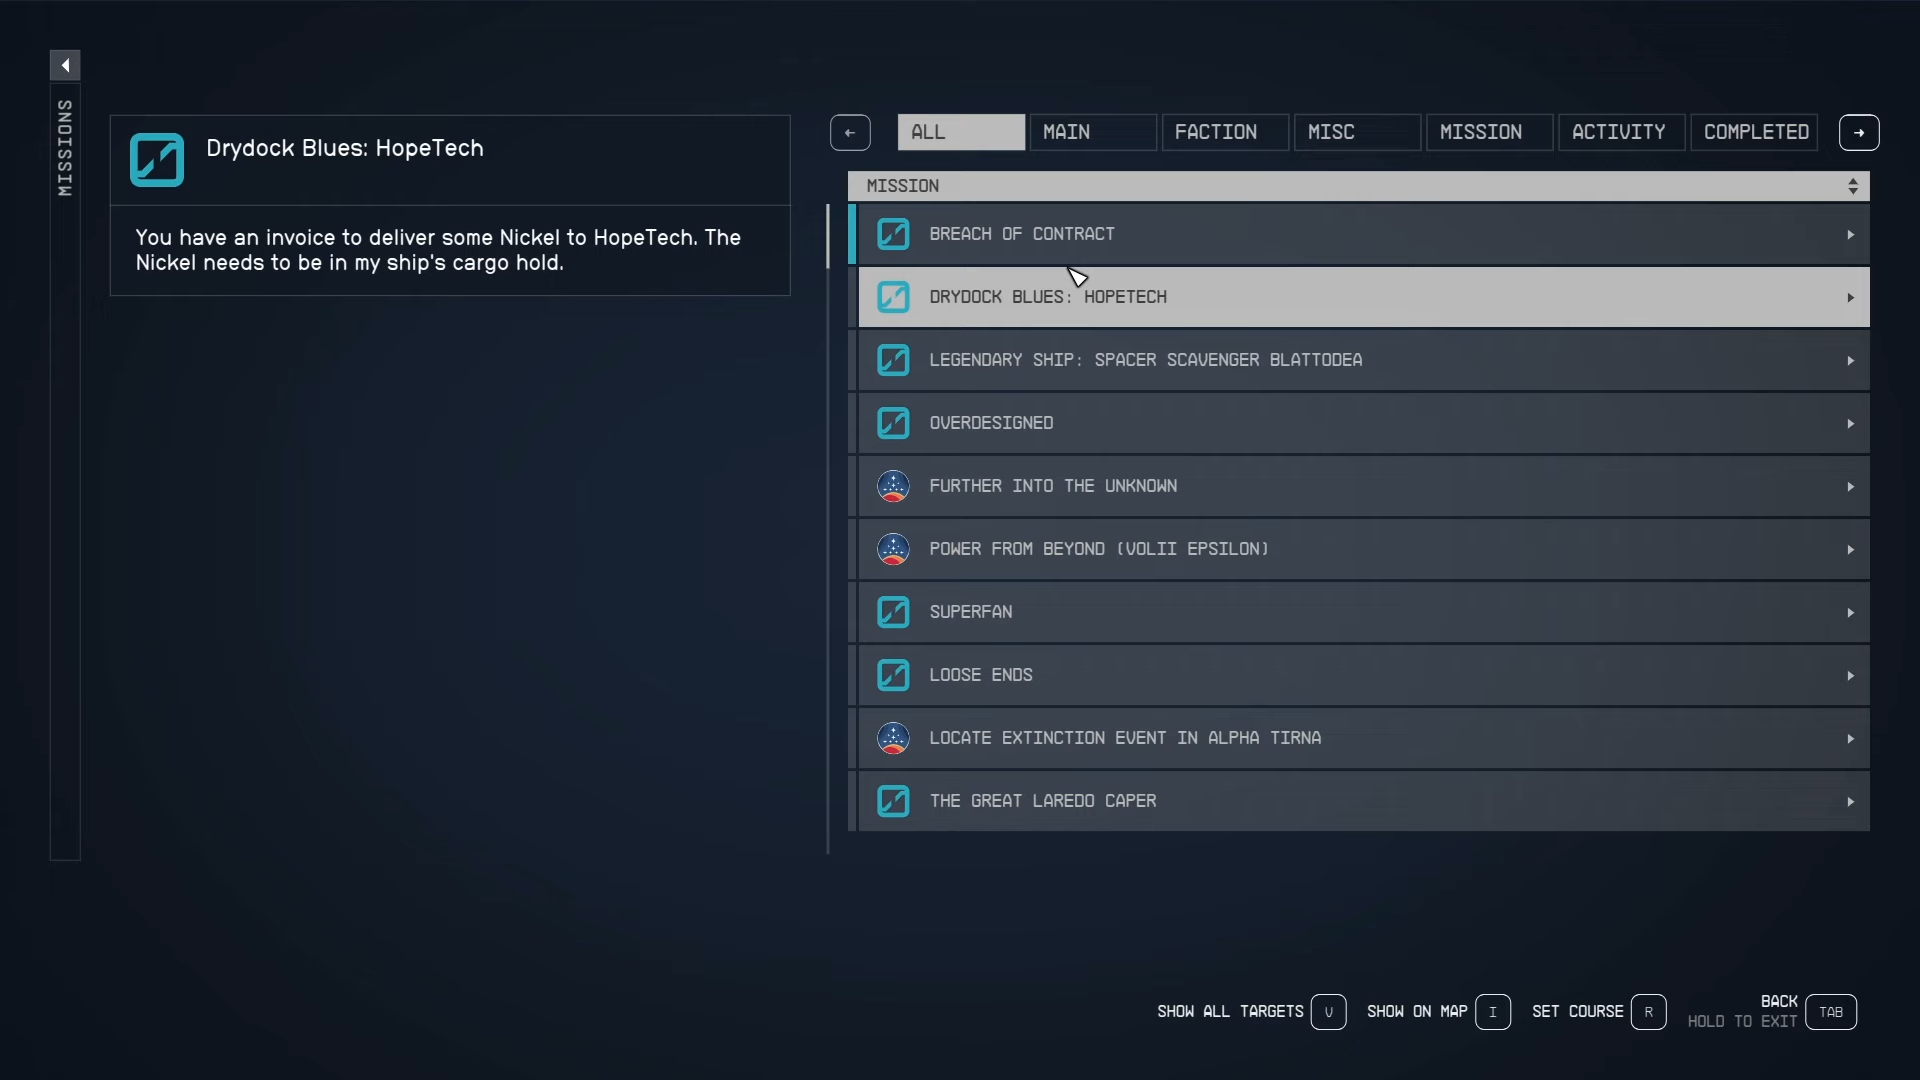 MISSIONS
Drydock Blues: HopeTech
You have an invoice to deliver some Nickel to HopeTech. The
Nickel needs to be in my ship's cargo hold.
ALL
MAIN
FACTION
MISC
MISSION
ACTIVITY
COMPLETED
MISSION
BREACH OF CONTRACT
DRYDOCK BLUES: HOPETECH
LEGENDARY SHIP: SPACER SCAVENGER BLATTODEA
OVERDESIGNED
FURTHER INTO THE UNKNOWN
POWER FROM BEYOND (VOLII EPSILON)
SUPERFAN
LOOSE ENDS
LOCATE EXTINCTION EVENT IN ALPHA TIRNA
THE GREAT LAREDO CAPER
SHOW ALL TARGETS V
SHOW ON MAP I
SET COURSE R
BACK
HOLD TO EXIT
TAB